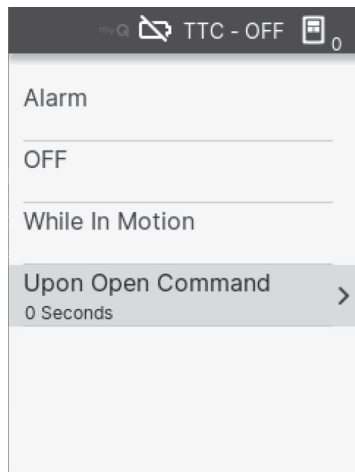 myQ TTC - OFF 0
Alarm
OFF
While In Motion
Upon Open Command
0 Seconds